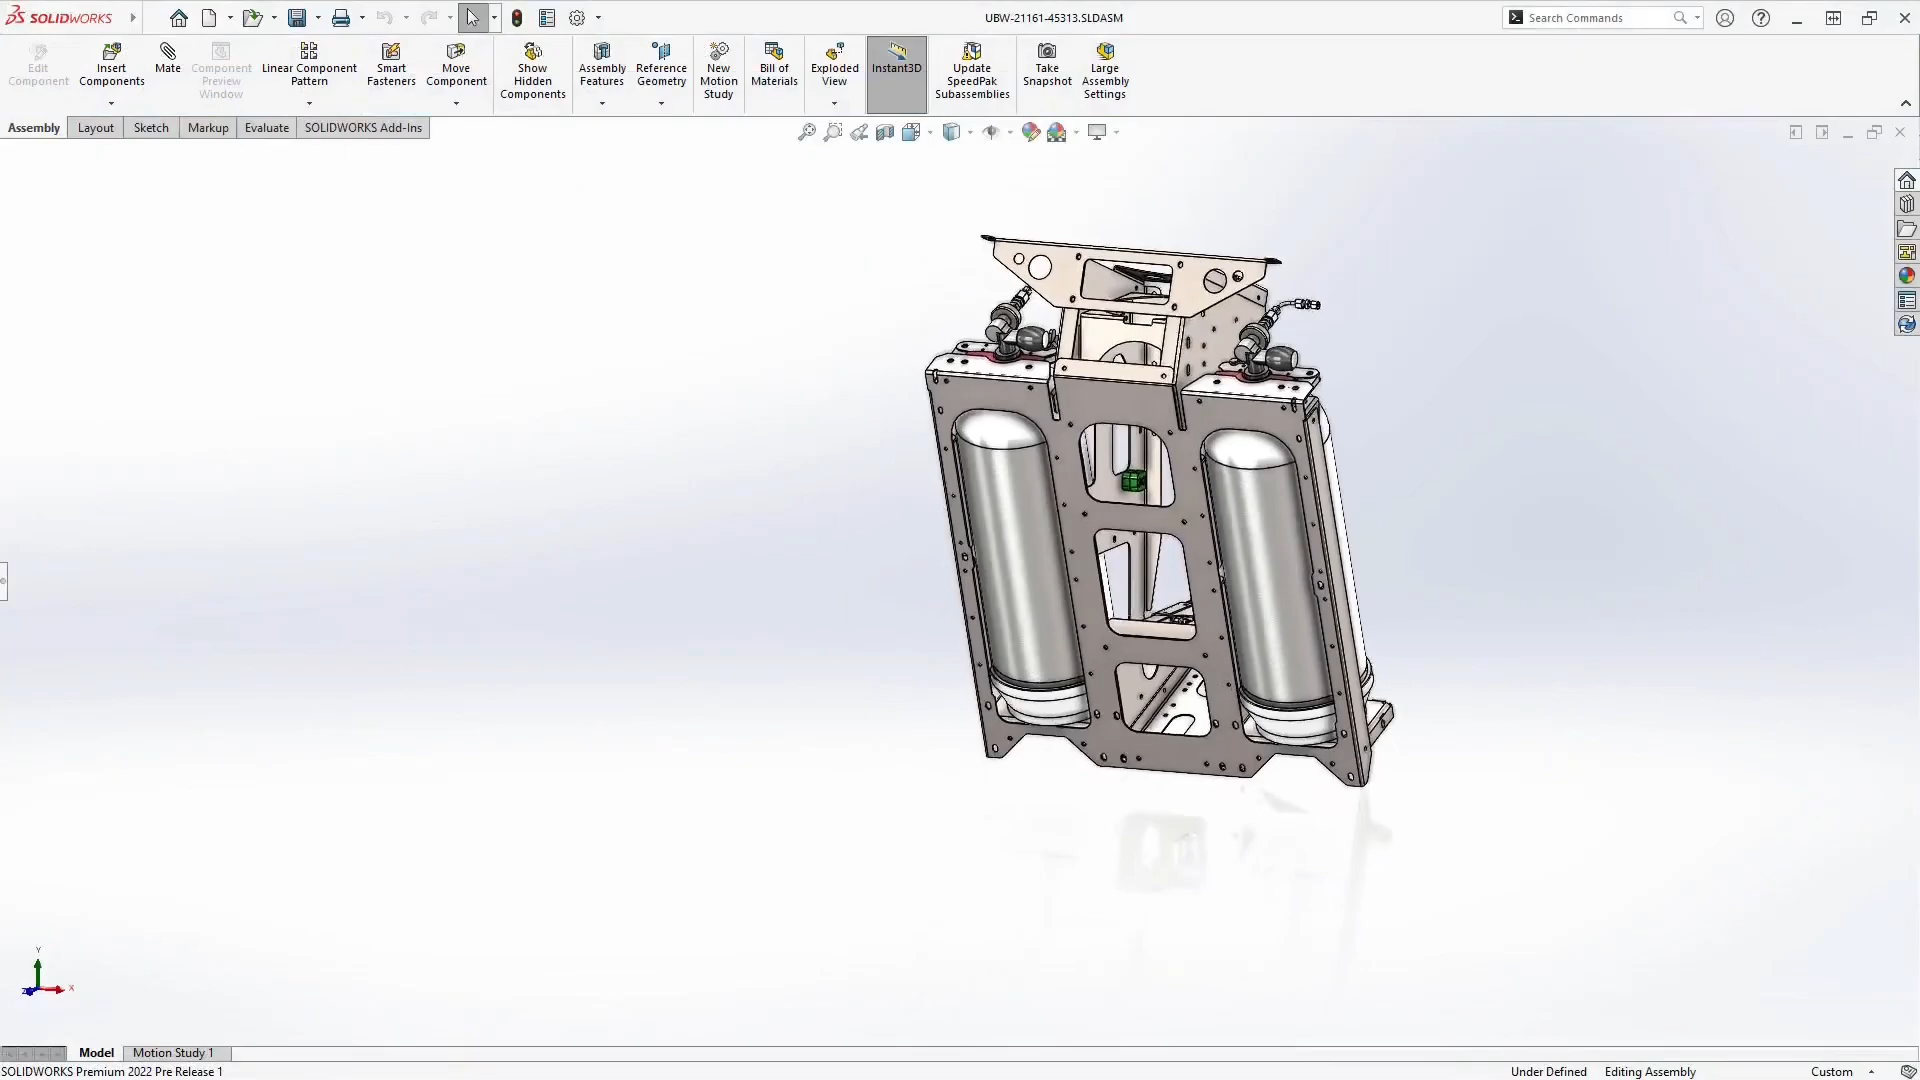 SOLIDWORKS
UBW-21161-45313.SLDASM
Search Commands
Edit
Component
Insert
Components
Mate
Component
Preview
Window
Linear Component
Pattern
Smart
Fasteners
Move
Component
Show
Hidden
Components
Assembly
Features
Reference
Geometry
New
Motion
Study
Bill of
Materials
Exploded
View
Instant3D
Update
SpeedPak
Subassemblies
Take
Snapshot
Large
Assembly
Settings
Assembly
Layout
Sketch
Markup
Evaluate
SOLIDWORKS Add-Ins
Y
Z
X
Model
Motion Study 1
SOLIDWORKS Premium 2022 Pre Release 1
Under Defined
Editing Assembly
Custom